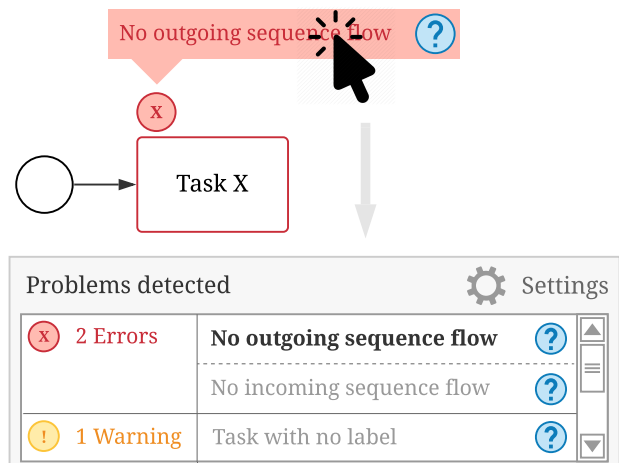 No outgoing sequence flow ?
x
Task X
Problems detected
Settings
x 2 Errors
No outgoing sequence flow ?
No incoming sequence flow ?
! 1 Warning
Task with no label ?